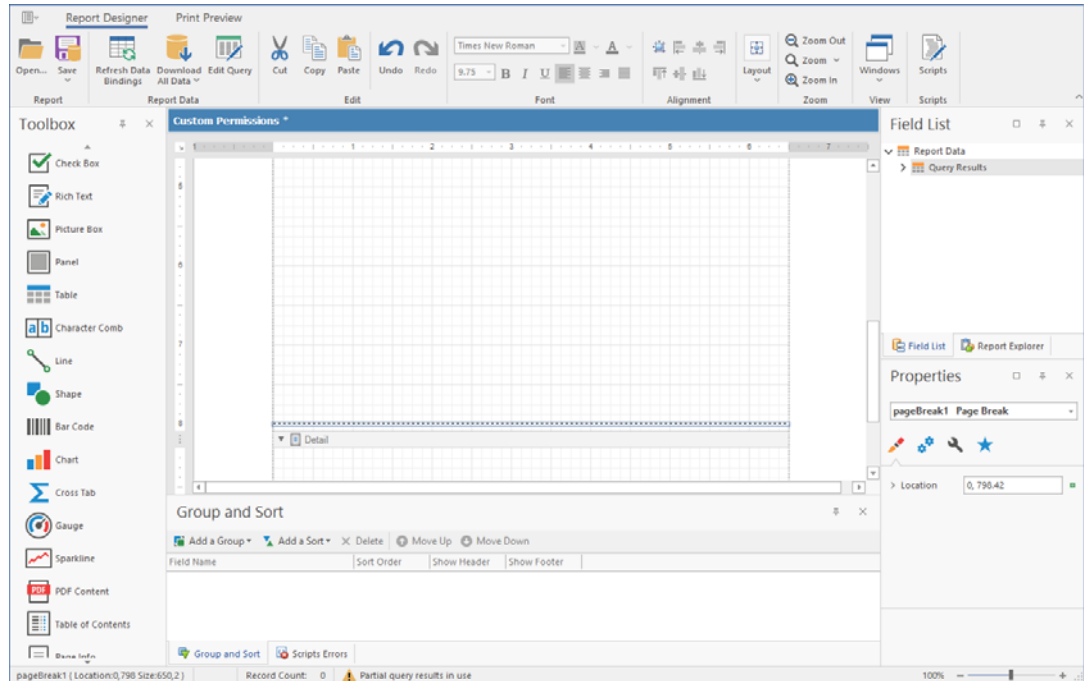 Report Designer Print Preview
Open... Save Refresh Data Bindings Download All Data Edit Query Cut Copy Paste Undo Redo Times New Roman 9.75 B I U Layout Zoom Out Zoom Zoom In Windows Scripts
Report Report Data Edit Font Alignment Zoom View Scripts
Toolbox
Check Box
Rich Text
Picture Box
Panel
Table
Character Comb
Line
Shape
Bar Code
Chart
Cross Tab
Gauge
Sparkline
PDF Content
Table of Contents
Page Info
Custom Permissions *
1 1 2 3 4 5 6 7
5
6
7
8
Detail
Group and Sort
Add a Group Add a Sort Delete Move Up Move Down
Field Name Sort Order Show Header Show Footer
Group and Sort Scripts Errors
Field List
Report Data
Query Results
Field List Report Explorer
Properties
pageBreak1 Page Break
Location 0, 798.42
pageBreak1 { Location:0,798 Size:650,2 } Record Count: 0 Partial query results in use 100%